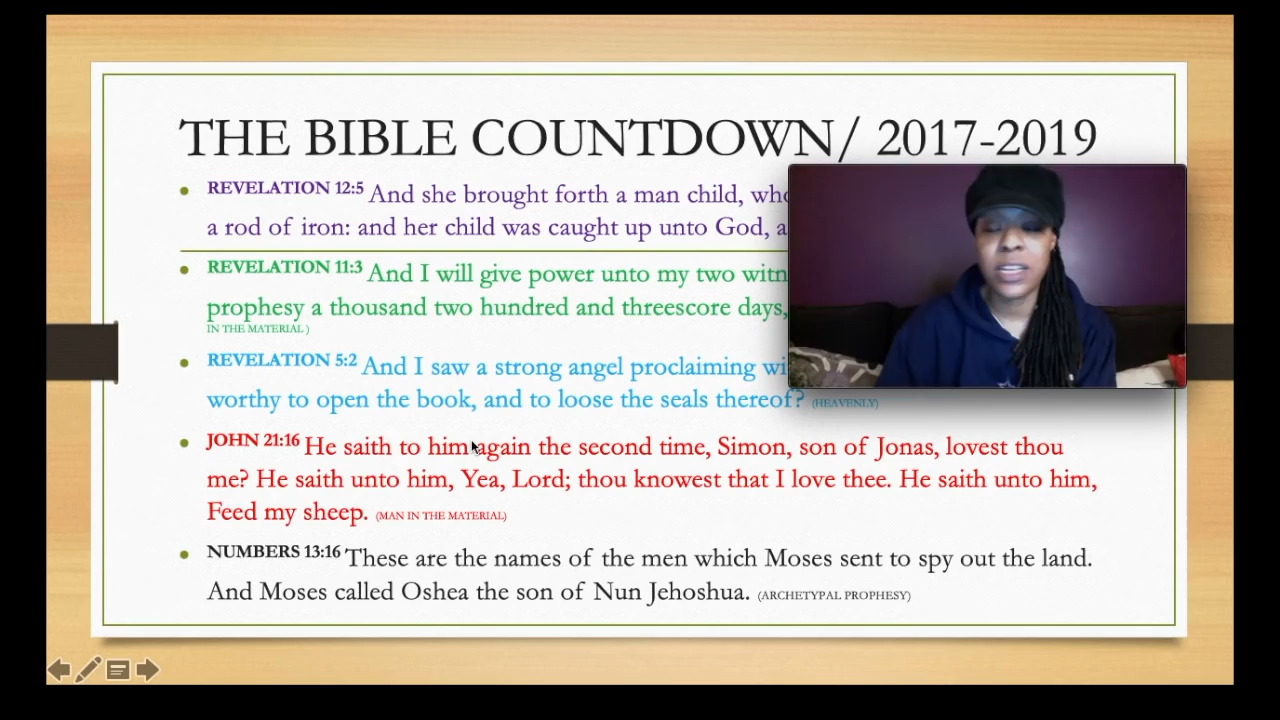 THE BIBLE COUNTDOWN/ 2017-2019
REVELATION 12:5 And she brought forth a man child, who
a rod of iron: and her child was caught up unto God, a
REVELATION 11:3 And I will give power unto my two witn
prophesy a thousand two hundred and threescore days,
IN THE MATERIAL )
REVELATION 5:2 And I saw a strong angel proclaiming wi
worthy to open the book, and to loose the seals thereof? (HEAVENLY)
JOHN 21:16 He saith to him again the second time, Simon, son of Jonas, lovest thou
me? He saith unto him, Yea, Lord; thou knowest that I love thee. He saith unto him,
Feed my sheep. (MAN IN THE MATERIAL)
NUMBERS 13:16 These are the names of the men which Moses sent to spy out the land.
And Moses called Oshea the son of Nun Jehoshua. (ARCHETYPAL PROPHESY)